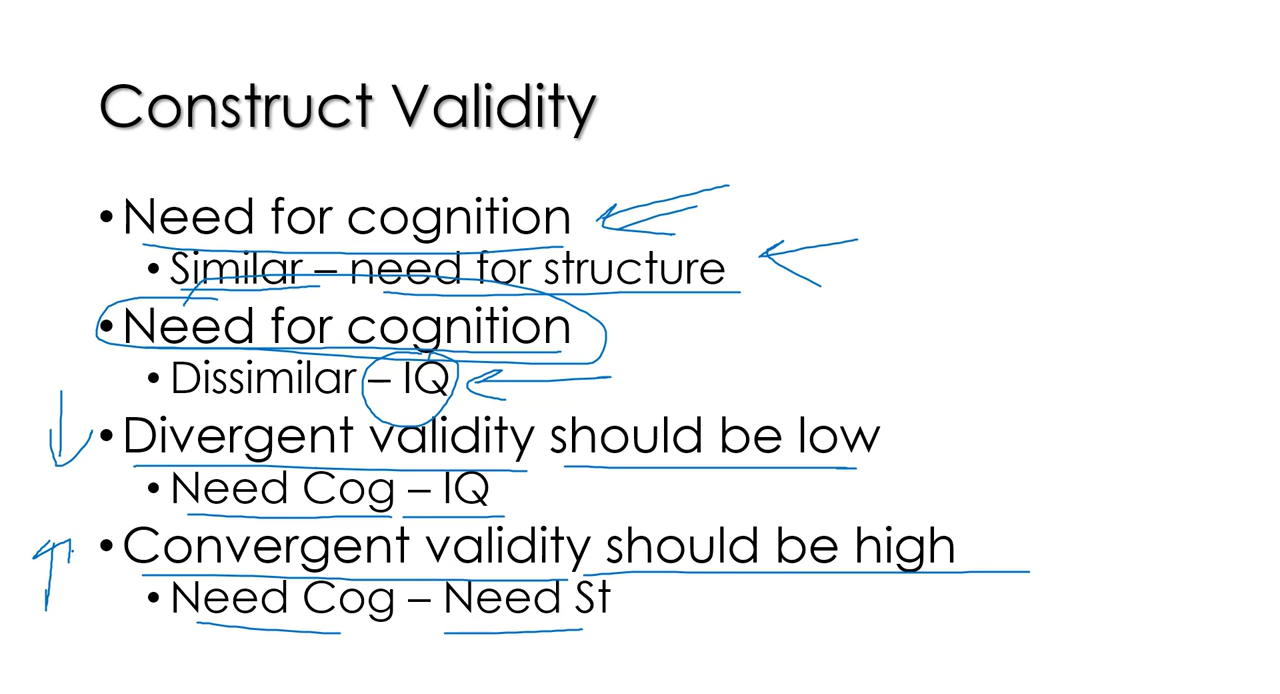 Construct Validity
•Need for cognition
•Similar – need for structure
•Need for cognition
•Dissimilar – IQ
•Divergent validity should be low
•Need Cog – IQ
•Convergent validity should be high
•Need Cog – Need St